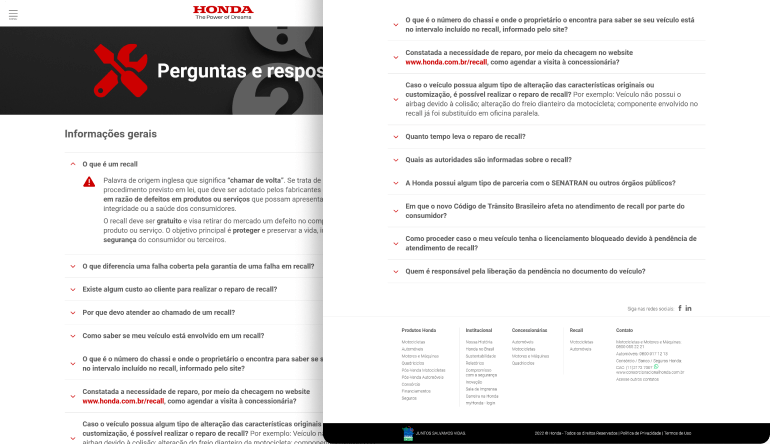 HONDA
The Power of Dreams
Perguntas e respos
Informações gerais
O que é um recall
Palavra de origem inglesa que significa "chamar de volta". Se trata de
procedimento previsto em lei, que deve ser adotado pelos fabricantes
em razão de defeitos em produtos ou serviços que possam apresenta
integridade ou a saúde dos consumidores.
O recall deve ser gratuito e visa retirar do mercado um defeito no comp
produto ou serviço. O objetivo principal é proteger e preservar a vida, i
segurança do consumidor ou terceiros.
O que diferencia uma falha coberta pela garantia de uma falha em recall?
Existe algum custo ao cliente para realizar o reparo de recall?
Por que devo atender ao chamado de um recall?
Como saber se meu veículo está envolvido em um recall?
O que é o número do chassi e onde o proprietário o encontra para saber se s
no intervalo incluído no recall, informado pelo site?
Constatada a necessidade de reparo, por meio da checagem no website
www.honda.com.br/recall, como agendar a visita à concessionária?
Caso o veículo possua algum tipo de alteração das características originais
customização, é possível realizar o reparo de recall? Por exemplo: Veículo n
airbag devido à colisão; alteração do freio dianteiro da motocicleta; componen
O que é o número do chassi e onde o proprietário o encontra para saber se seu veículo está
no intervalo incluído no recall, informado pelo site?
Constatada a necessidade de reparo, por meio da checagem no website
www.honda.com.br/recall, como agendar a visita à concessionária?
Caso o veículo possua algum tipo de alteração das características originais ou
customização, é possível realizar o reparo de recall? Por exemplo: Veículo não possui o
airbag devido à colisão; alteração do freio dianteiro da motocicleta; componente envolvido no
recall já foi substituído em oficina paralela.
Quanto tempo leva o reparo de recall?
Quais as autoridades são informadas sobre o recall?
A Honda possui algum tipo de parceria com o SENATRAN ou outros órgãos públicos?
Em que o novo Código de Trânsito Brasileiro afeta no atendimento de recall por parte do
consumidor?
Como proceder caso o meu veículo tenha o licenciamento bloqueado devido à pendência de
atendimento de recall?
Quem é responsável pela liberação da pendência no documento do veículo?
Siga nas redes sociais:
Produtos Honda
Motocicletas
Automóveis
Motores e Máquinas
Quadriciclos
Pós-Venda Motocicletas
Pós-Venda Automóveis
Consórcio
Financiamentos
Seguros
Institucional
Nossa História
Honda no Brasil
Sustentabilidade
Relatórios
Compromisso
com a segurança
Inovação
Sala de Imprensa
Carreira na Honda
myHonda - login
Concessionárias
Automóveis
Motocicletas
Motores e Máquinas
Quadriciclos
Recall
Motocicletas
Automóveis
Contato
Motocicletas e Motores e Máquinas:
0800 055 22 21
Automóveis: 0800 017 12 13
Consórcio / Banco / Seguros Honda
Acesse outros contatos
JUNTOS SALVAMOS VIDAS
2022 © Honda - Todos os direitos Reservados | Política de Privacidade | Termos de Uso